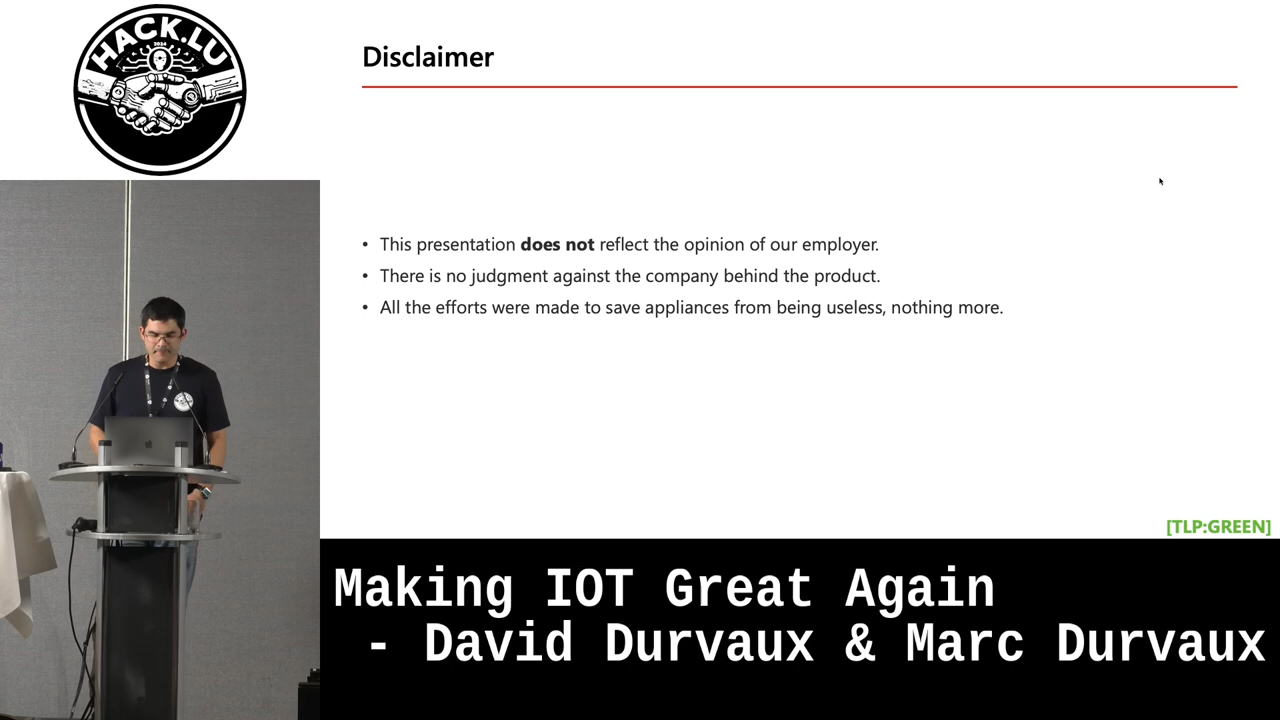 HACK.LU
2024
Disclaimer
• This presentation does not reflect the opinion of our employer.
• There is no judgment against the company behind the product.
• All the efforts were made to save appliances from being useless, nothing more.
[TLP:GREEN]
Making IOT Great Again
- David Durvaux & Marc Durvaux